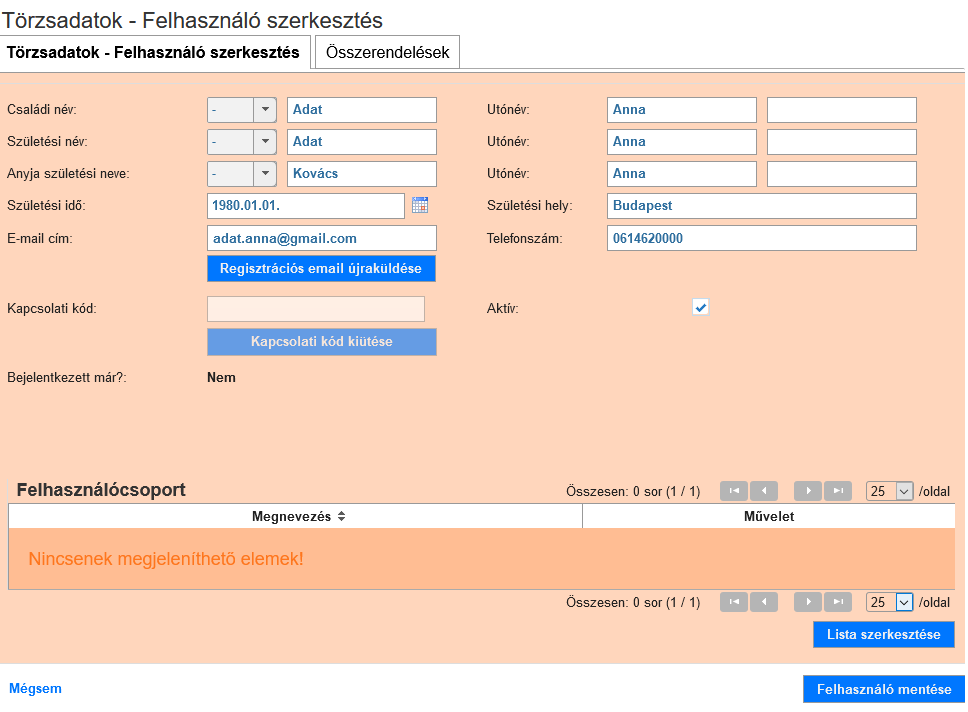 Törzsadatok - Felhasználó szerkesztés
Törzsadatok - Felhasználó szerkesztés Összerendelések
Családi név: - Adat Utónév: Anna
Születési név: - Adat Utónév: Anna
Anyja születési neve: - Kovács Utónév: Anna
Születési idő: 1980.01.01. Születési hely: Budapest
E-mail cím: adat.anna@gmail.com Telefonszám: 0614620000
Regisztrációs email újraküldése
Kapcsolati kód: Aktív:
Kapcsolati kód kiütése
Bejelentkezett már?: Nem
Felhasználócsoport Összesen: 0 sor (1 / 1) 25 /oldal
Megnevezés Művelet
Nincsenek megjeleníthető elemek!
Összesen: 0 sor (1 / 1) 25 /oldal
Lista szerkesztése
Mégsem Felhasználó mentése